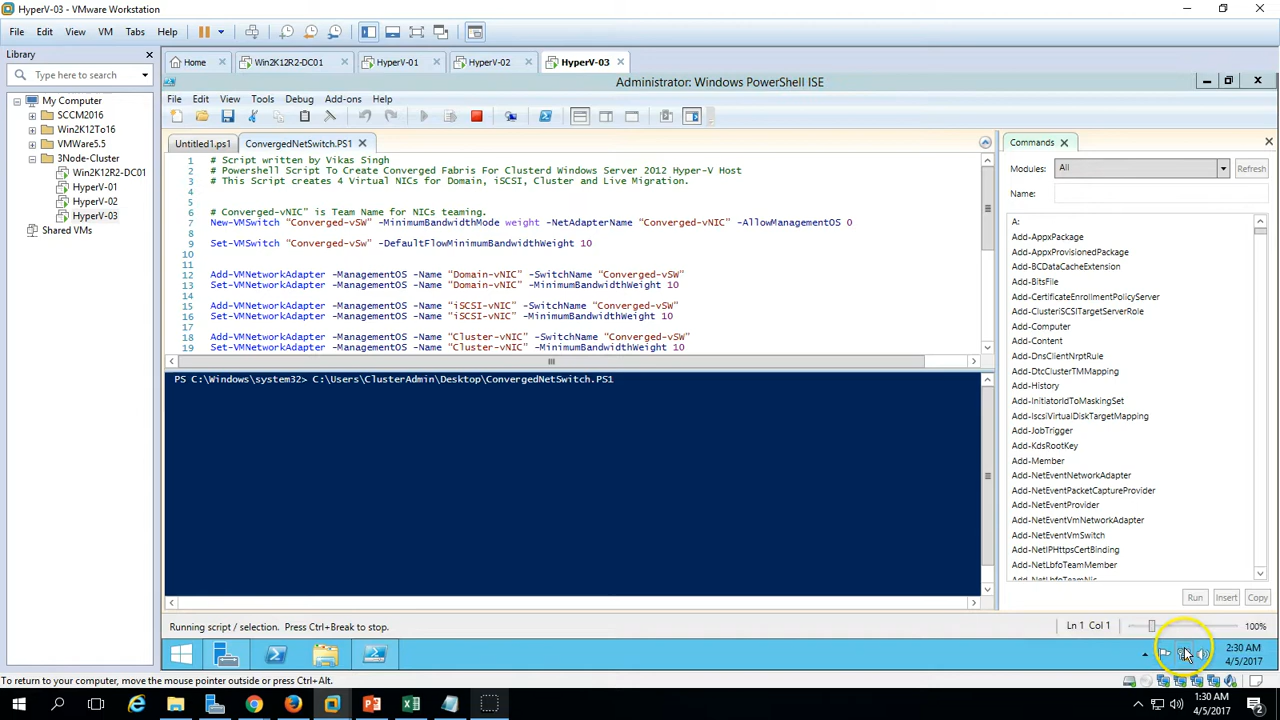 HyperV-03 - VMware Workstation
File Edit View VM Tabs Help
Library
Type here to search
My Computer
SCCM2016
Win2K12To16
VMWare5.5
3Node-Cluster
Win2K12R2-DC01
HyperV-01
HyperV-02
HyperV-03
Shared VMs
Home Win2K12R2-DC01 HyperV-01 HyperV-02 HyperV-03
Administrator: Windows PowerShell ISE
File Edit View Tools Debug Add-ons Help
Untitled1.ps1 ConvergedNetSwitch.PS1
1 # Script written by Vikas Singh
2 # Powershell Script To Create Converged Fabris For Clusterd Windows Server 2012 Hyper-V Host
3 # This Script creates 4 Virtual NICs for Domain, iSCSI, Cluster and Live Migration.
4
5
6 # Converged-vNIC" is Team Name for NICs teaming.
7 New-VMSwitch "Converged-vSW" -MinimumBandwidthMode weight -NetAdapterName "Converged-vNIC" -AllowManagementOS 0
8
9 Set-VMSwitch "Converged-vSw" -DefaultFlowMinimumBandwidthWeight 10
10
11
12 Add-VMNetworkAdapter -ManagementOS -Name "Domain-vNIC" -SwitchName "Converged-vSW"
13 Set-VMNetworkAdapter -ManagementOS -Name "Domain-vNIC" -MinimumBandwidthWeight 10
14
15 Add-VMNetworkAdapter -ManagementOS -Name "iSCSI-vNIC" -SwitchName "Converged-vSW"
16 Set-VMNetworkAdapter -ManagementOS -Name "iSCSI-vNIC" -MinimumBandwidthWeight 10
17
18 Add-VMNetworkAdapter -ManagementOS -Name "Cluster-vNIC" -SwitchName "Converged-vSW"
19 Set-VMNetworkAdapter -ManagementOS -Name "Cluster-vNIC" -MinimumBandwidthWeight 10
PS C:\Windows\system32> C:\Users\ClusterAdmin\Desktop\ConvergedNetSwitch.PS1
Commands
Modules: All Refresh
Name:
A:
Add-AppxPackage
Add-AppxProvisionedPackage
Add-BCDataCacheExtension
Add-BitsFile
Add-CertificateEnrollmentPolicyServer
Add-ClusteriSCSITargetServerRole
Add-Computer
Add-Content
Add-DnsClientNrptRule
Add-DtcClusterTMMapping
Add-History
Add-InitiatorIdToMaskingSet
Add-IscsiVirtualDiskTargetMapping
Add-JobTrigger
Add-KdsRootKey
Add-Member
Add-NetEventNetworkAdapter
Add-NetEventPacketCaptureProvider
Add-NetEventProvider
Add-NetEventVmNetworkAdapter
Add-NetEventVmSwitch
Add-NetIPHttpsCertBinding
Add-NetLbfoTeamMember
Add-NetLbfoTeamNic
Run Insert Copy
Running script / selection. Press Ctrl+Break to stop.
Ln 1 Col 1
100%
2:30 AM
4/5/2017
To return to your computer, move the mouse pointer outside or press Ctrl+Alt.
1:30 AM
4/5/2017
2